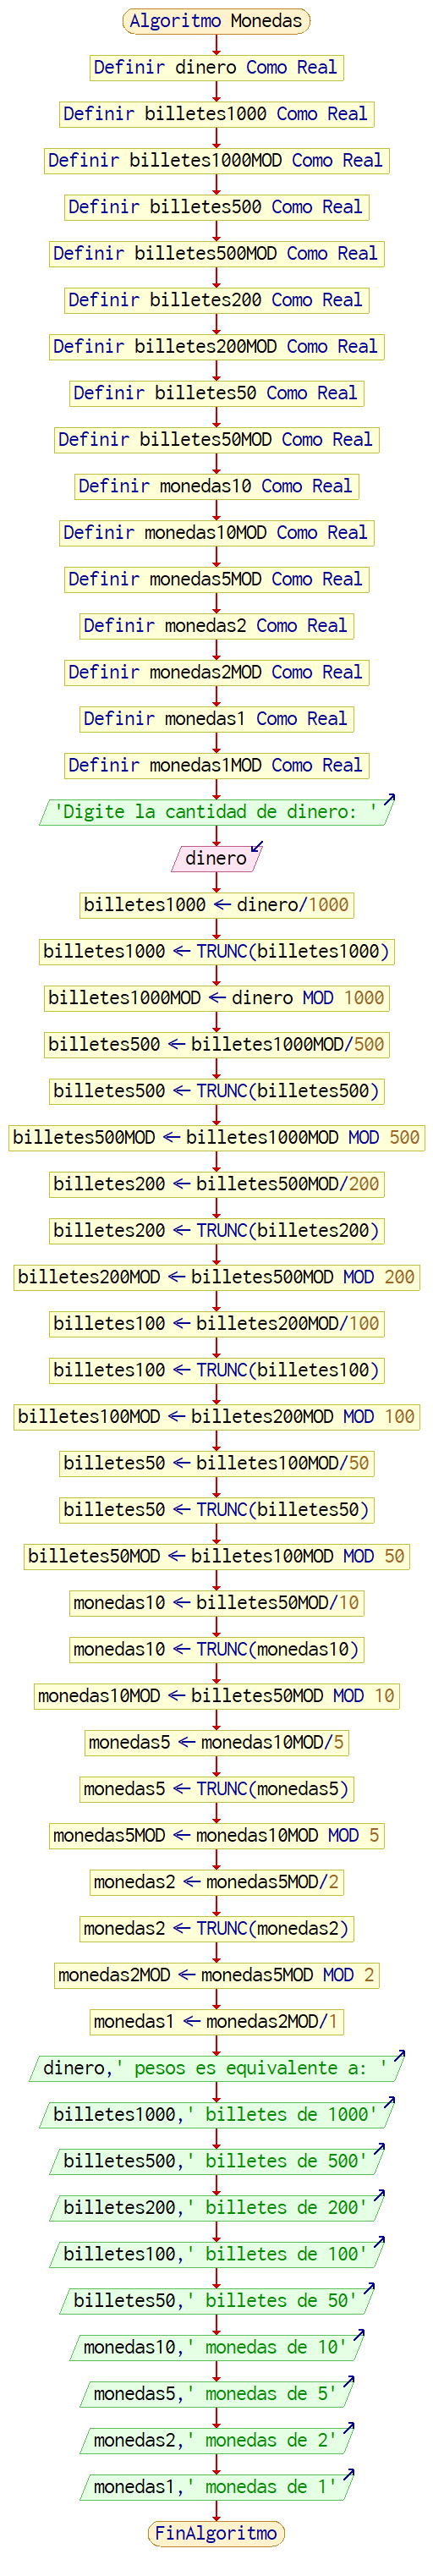 Algoritmo Monedas
Definir dinero Como Real
Definir billetes1000 Como Real
Definir billetes1000MOD Como Real
Definir billetes500 Como Real
Definir billetes500MOD Como Real
Definir billetes200 Como Real
Definir billetes200MOD Como Real
Definir billetes50 Como Real
Definir billetes50MOD Como Real
Definir monedas10 Como Real
Definir monedas10MOD Como Real
Definir monedas5MOD Como Real
Definir monedas2 Como Real
Definir monedas2MOD Como Real
Definir monedas1 Como Real
Definir monedas1MOD Como Real
'Digite la cantidad de dinero: '
dinero
billetes1000 ← dinero/1000
billetes1000 ← TRUNC(billetes1000)
billetes1000MOD ← dinero MOD 1000
billetes500 ← billetes1000MOD/500
billetes500 ← TRUNC(billetes500)
billetes500MOD ← billetes1000MOD MOD 500
billetes200 ← billetes500MOD/200
billetes200 ← TRUNC(billetes200)
billetes200MOD ← billetes500MOD MOD 200
billetes100 ← billetes200MOD/100
billetes100 ← TRUNC(billetes100)
billetes100MOD ← billetes200MOD MOD 100
billetes50 ← billetes100MOD/50
billetes50 ← TRUNC(billetes50)
billetes50MOD ← billetes100MOD MOD 50
monedas10 ← billetes50MOD/10
monedas10 ← TRUNC(monedas10)
monedas10MOD ← billetes50MOD MOD 10
monedas5 ← monedas10MOD/5
monedas5 ← TRUNC(monedas5)
monedas5MOD ← monedas10MOD MOD 5
monedas2 ← monedas5MOD/2
monedas2 ← TRUNC(monedas2)
monedas2MOD ← monedas5MOD MOD 2
monedas1 ← monedas2MOD/1
dinero,' pesos es equivalente a: '
billetes1000,' billetes de 1000'
billetes500,' billetes de 500'
billetes200,' billetes de 200'
billetes100,' billetes de 100'
billetes50,' billetes de 50'
monedas10,' monedas de 10'
monedas5,' monedas de 5'
monedas2,' monedas de 2'
monedas1,' monedas de 1'
FinAlgoritmo